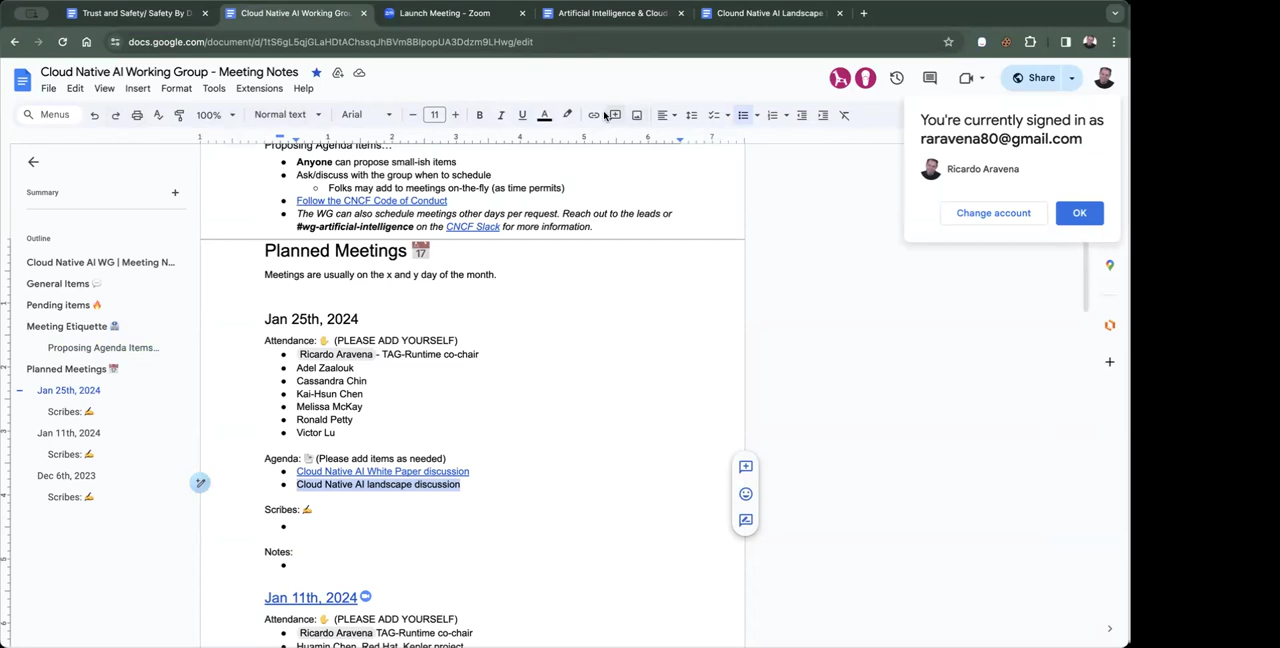 Trust and Safety/ Safety By D
Cloud Native AI Working Gro
Launch Meeting - Zoom
Artificial Intelligence & Cloud
Clound Native AI Landscape
docs.google.com/document/d/1tS6gL5qjGLaHDtAChssqJhBVm8BIpopUA3Ddzm9LHwg/edit
Cloud Native AI Working Group - Meeting Notes
File Edit View Insert Format Tools Extensions Help
Share
Menus
100%
Normal text
Arial
11
You're currently signed in as
raravena80@gmail.com
Ricardo Aravena
Change account
OK
Summary
Outline
Cloud Native AI WG | Meeting N...
General Items
Pending items
Meeting Etiquette
Proposing Agenda Items...
Planned Meetings
Jan 25th, 2024
Scribes:
Jan 11th, 2024
Scribes:
Dec 6th, 2023
Scribes:
Proposing Agenda Items...
Anyone can propose small-ish items
Ask/discuss with the group when to schedule
Folks may add to meetings on-the-fly (as time permits)
Follow the CNCF Code of Conduct
The WG can also schedule meetings other days per request. Reach out to the leads or
#wg-artificial-intelligence on the CNCF Slack for more information.
Planned Meetings
Meetings are usually on the x and y day of the month.
Jan 25th, 2024
Attendance: ✋ (PLEASE ADD YOURSELF)
Ricardo Aravena - TAG-Runtime co-chair
Adel Zaalouk
Cassandra Chin
Kai-Hsun Chen
Melissa McKay
Ronald Petty
Victor Lu
Agenda: (Please add items as needed)
Cloud Native AI White Paper discussion
Cloud Native AI landscape discussion
Scribes:
Notes:
Jan 11th, 2024
Attendance: ✋ (PLEASE ADD YOURSELF)
Ricardo Aravena TAG-Runtime co-chair
Huamin Chen, Red Hat, Kepler project